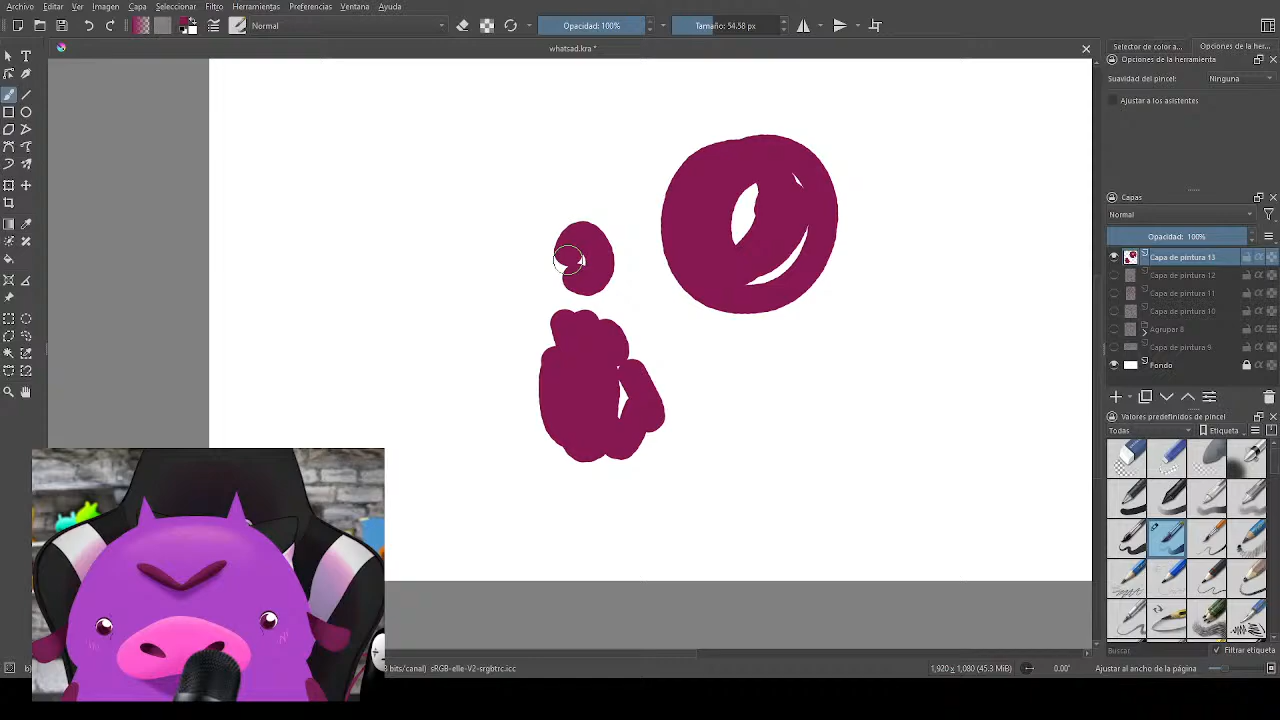 Archivo Editar Ver Imagen Capa Seleccionar Filtro Herramientas Preferencias Ventana Ayuda
Normal Opacidad: 100% Tamaño: 54.58 px
whatsad.kra *
Selector de color a... Opciones de la her...
Opciones de la herramienta
Suavidad del pincel: Ninguna
Ajustar a los asistentes
Capas
Normal
Opacidad: 100%
Capa de pintura 13
Capa de pintura 12
Capa de pintura 11
Capa de pintura 10
Agrupar 8
Capa de pintura 9
Fondo
Valores predefinidos de pincel
Todas Etiqueta
Buscar Filtrar etiqueta
bits/canal) sRGB-elle-V2-srgbtrc.icc 1,920 x 1,080 (45.3 MiB) 0.00° Ajustar al ancho de la página